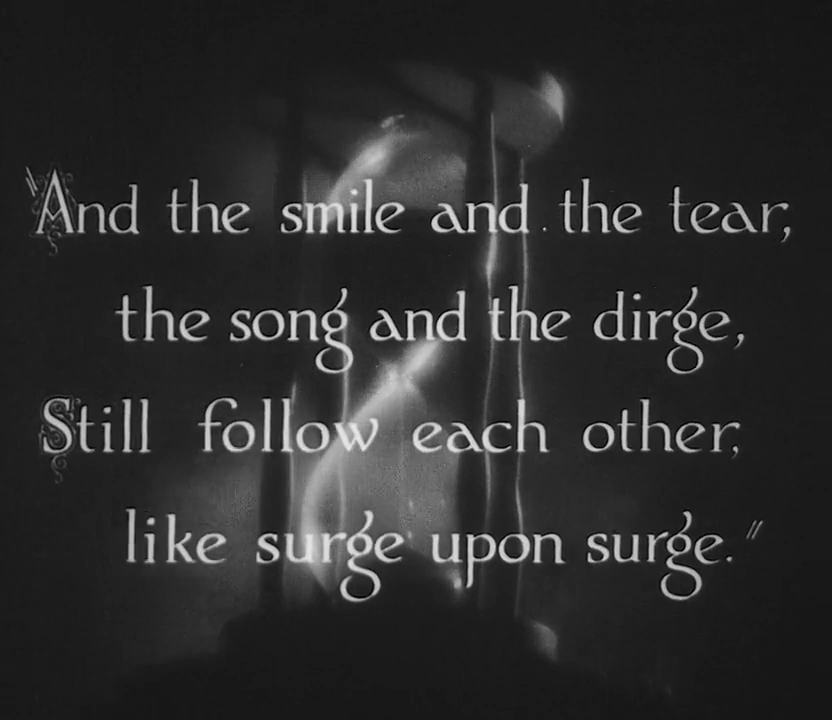 "And the smile and the tear,
the song and the dirge,
Still follow each other,
like surge upon surge."